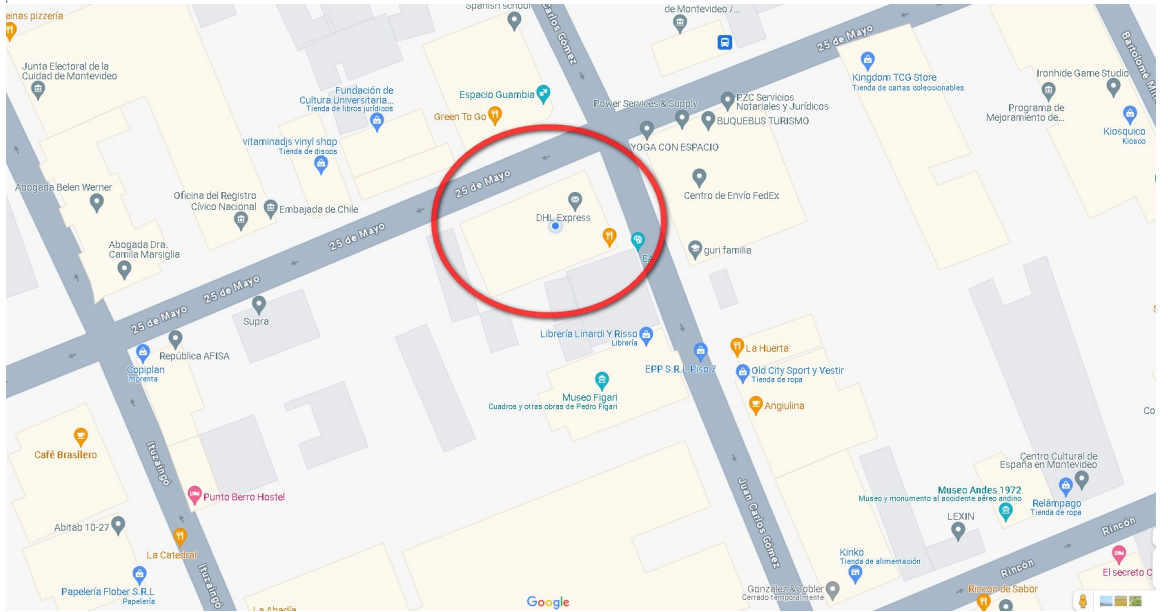 einas pizzería
Spanish school
de Montevideo /...
Carlos Gómez
25 de Mayo
Junta Electoral de la
Cuidad de Montevideo
Fundación de
Cultura Universitaria...
Tienda de libros jurídicos
Espacio Guambia
Green To Go
Power Services & Supply
PZC Servicios
Notariales y Jurídicos
BUQUEBUS TURISMO
YOGA CON ESPACIO
Kingdom TCG Store
Tienda de cartas coleccionables
Ironhide Game Studio
Programa de
Mejoramiento de...
Kiosquico
Kiosco
vitaminadjs vinyl shop
Tienda de discos
Abogada Belen Werner
Oficina del Registro
Cívico Nacional
Embajada de Chile
25 de Mayo
25 de Mayo
25 de Mayo
25 de Mayo
DHL Express
Centro de Envío FedEx
guri familia
Abogada Dra.
Camila Marsiglia
Supra
República AFISA
Copiplan
Imprenta
Librería Linardi Y Risso
Librería
EPP S.R.L Piso 7
La Huerta
Old City Sport y Vestir
Tienda de ropa
Angiulina
Museo Figari
Cuadros y otras obras de Pedro Figari
Café Brasilero
Ituzaingó
Punto Berro Hostel
Abitab 10-27
La Catedral
Papelería Flober S.R.L
Papelería
Ituzaingó
La Abadía
Juan Carlos Gómez
Centro Cultural de
España en Montevideo
Museo Andes 1972
Museo y monumento al accidente aéreo andino
Relámpago
Tienda de ropa
LEXIN
Rincón
Rincón
Kinko
Tienda de alimentación
Gonzalez & Tobler
Cerrado temporalmente
Rincon de Sabor
El secreto C
Google